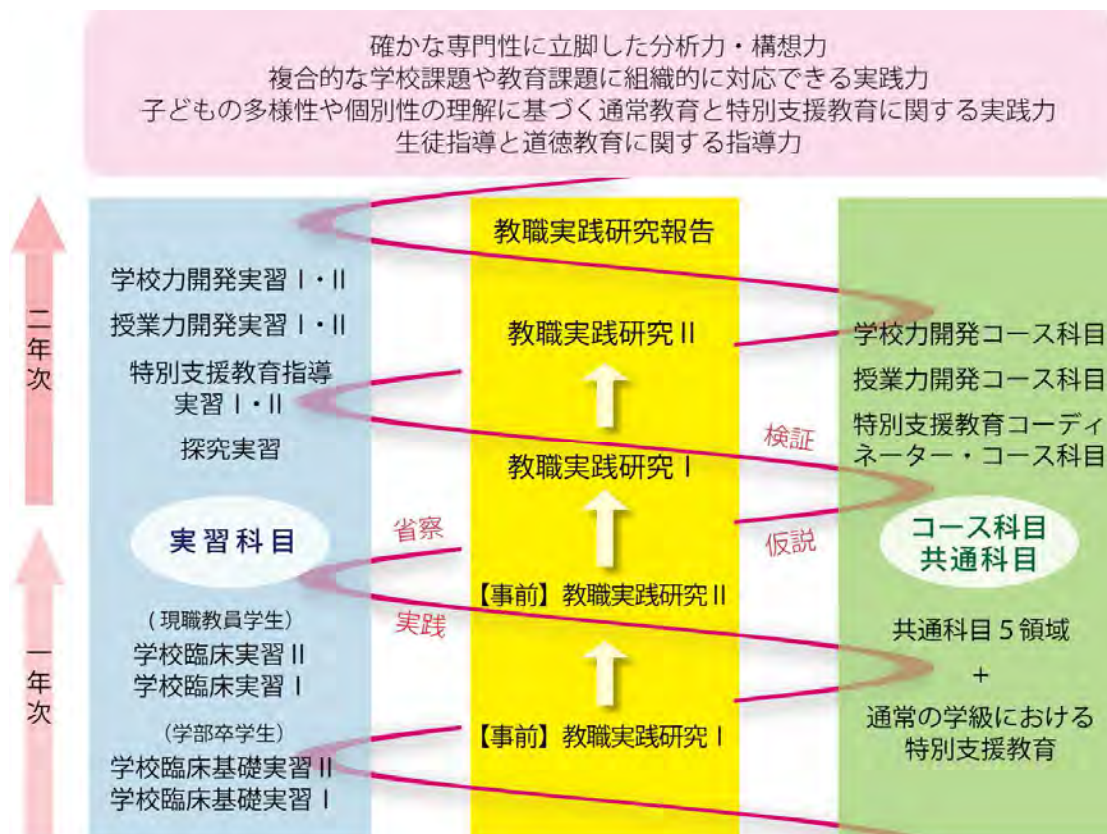 確かな専門性に立脚した分析力・構想力
複合的な学校課題や教育課題に組織的に対応できる実践力
子どもの多様性や個別性の理解に基づく通常教育と特別支援教育に関する実践力
生徒指導と道徳教育に関する指導力
二年次
一年次
学校力開発実習Ⅰ・Ⅱ
授業力開発実習Ⅰ・Ⅱ
特別支援教育指導
実習Ⅰ・Ⅱ
探究実習
実習科目
(現職教員学生)
学校臨床実習Ⅱ
学校臨床実習Ⅰ
(学部卒学生)
学校臨床基礎実習Ⅱ
学校臨床基礎実習Ⅰ
省察
実践
教職実践研究報告
教職実践研究Ⅱ
教職実践研究Ⅰ
【事前】教職実践研究Ⅱ
【事前】教職実践研究Ⅰ
検証
仮説
学校力開発コース科目
授業力開発コース科目
特別支援教育コーディ
ネーター・コース科目
コース科目
共通科目
共通科目5領域
+
通常の学級における
特別支援教育